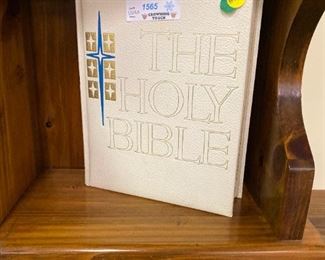 1565
CROWNING
TOUCH
THE
HOLY
BIBLE